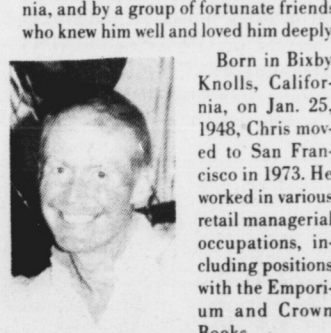 nia, and by a group of fortunate friends
who knew him well and loved him deeply
Born in Bixby
Knolls, Califor-
nia, on Jan. 25,
1948, Chris mov-
ed to San Fran-
cisco in 1973. He
worked in various
retail managerial
occupations, in-
cluding positions
with the Empori-
um and Crown
Books